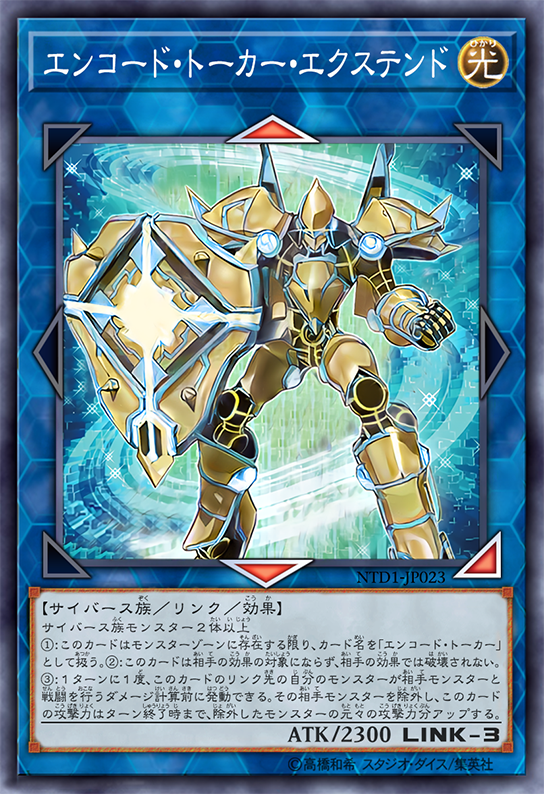 エンコード・トーカー・エクステンド
光
NTD1-JP023
【サイバース族／リンク／効果】
サイバース族モンスター２体以上
①：このカードはモンスターゾーンに存在する限り、カード名を「エンコード・トーカー」
として扱う。②：このカードは相手の効果の対象にならず、相手の効果では破壊されない。
③：１ターンに１度、このカードのリンク先の自分のモンスターが相手モンスターと
戦闘を行うダメージ計算前に発動できる。その相手モンスターを除外し、このカード
の攻撃力はターン終了時まで、除外したモンスターの元々の攻撃力分アップする。
ATK/2300 LINK-3
©高橋和希 スタジオ・ダイス/集英社